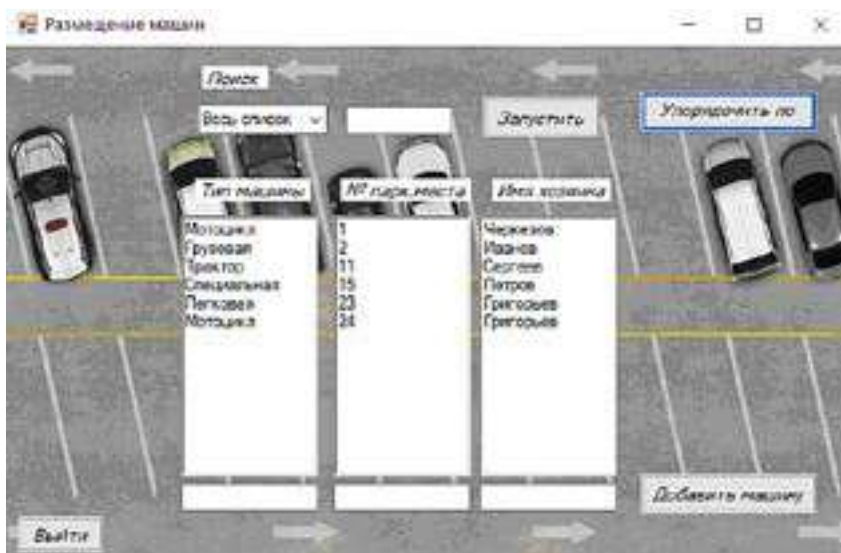 Размещение машин
Поиск
Весь список
Запустить
Упорядочить по
Тип машины № парк.места Имя хозяина
Мотоцикл 1
Грузовая 2 Иванов
Трактор 11 Сергеев
Специальная 15 Петров
Легковая 23 Григорьев
Мотоцикл 24 Григорьев
Добавить машину
Выйти